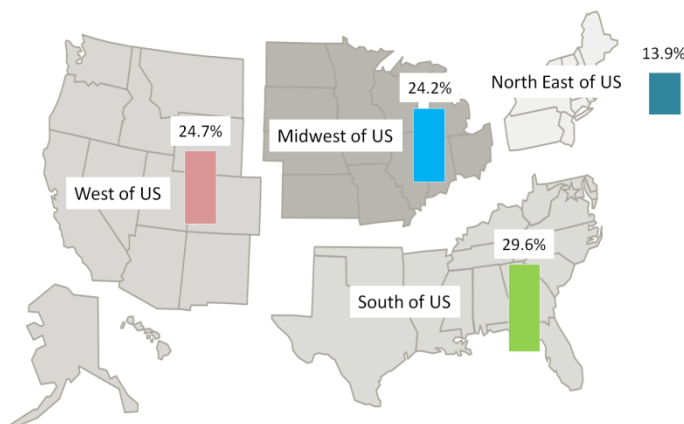 13.9%
North East of US
24.2%
Midwest of US
24.7%
West of US
29.6%
South of US